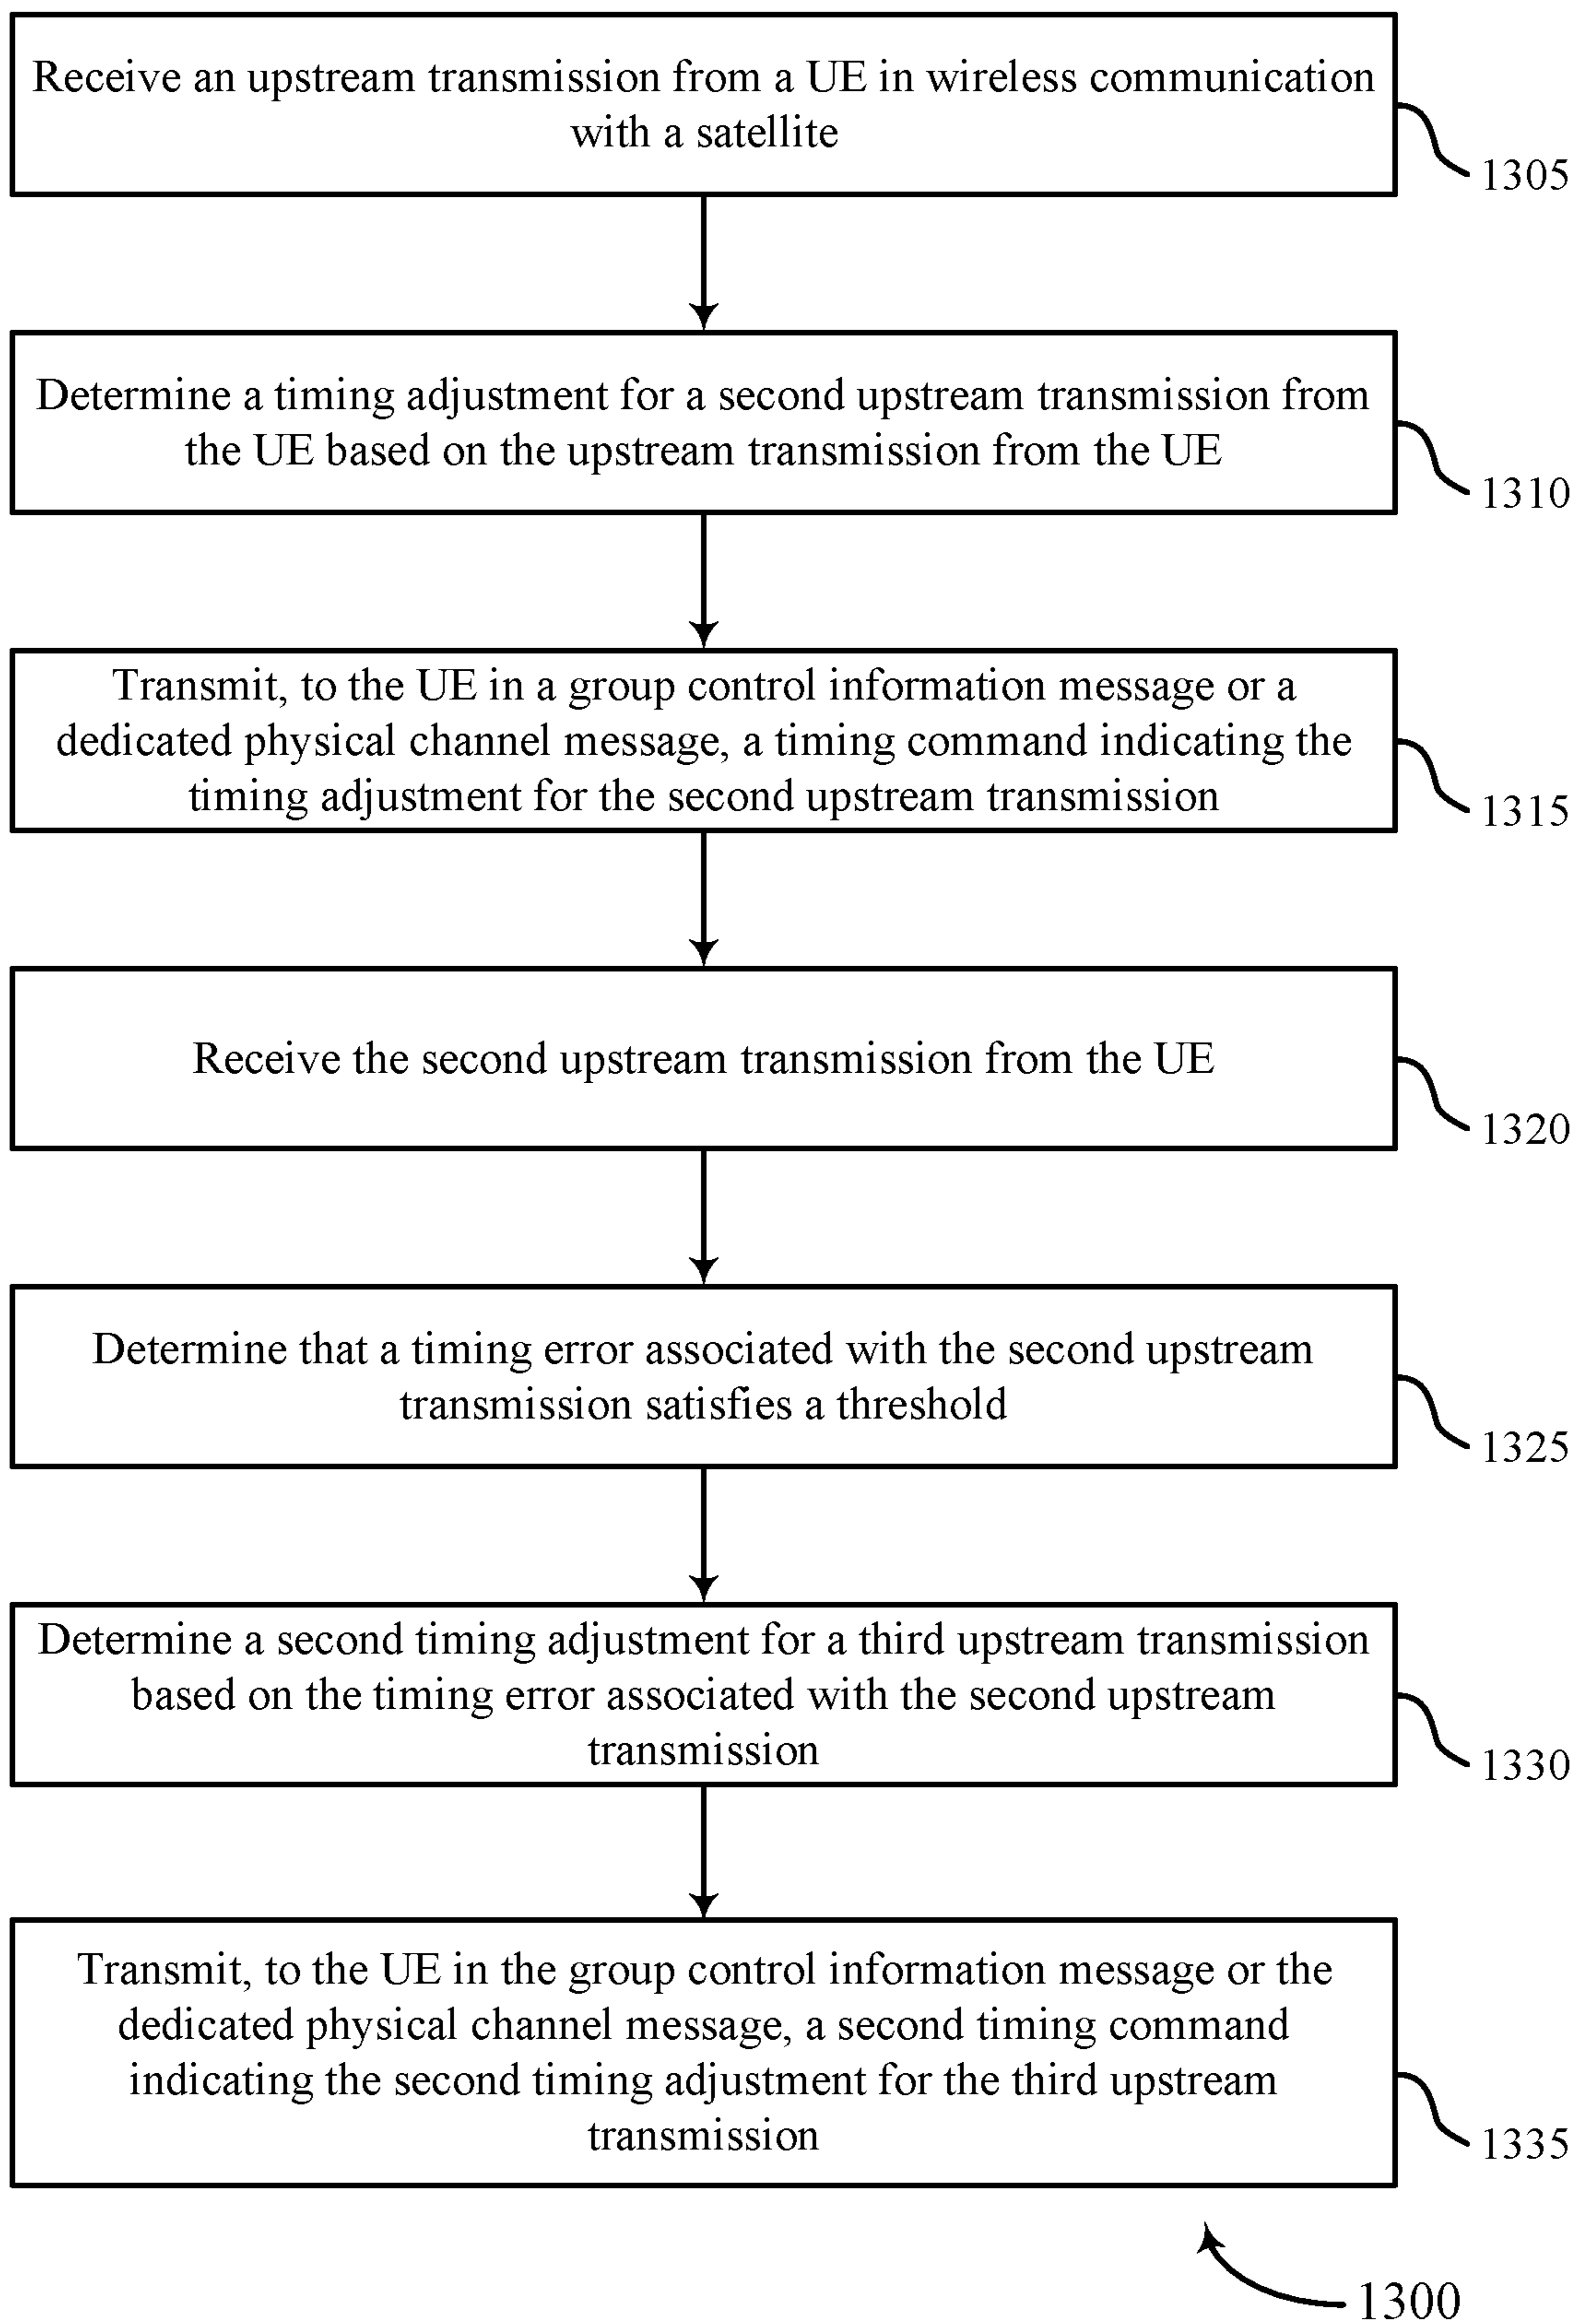 Receive an upstream transmission from a UE in wireless communication
with a satellite
1305
Determine a timing adjustment for a second upstream transmission from
the UE based on the upstream transmission from the UE
1310
Transmit, to the UE in a group control information message or a
dedicated physical channel message, a timing command indicating the
timing adjustment for the second upstream transmission
1315
Receive the second upstream transmission from the UE
1320
Determine that a timing error associated with the second upstream
transmission satisfies a threshold
1325
Determine a second timing adjustment for a third upstream transmission
based on the timing error associated with the second upstream
transmission
1330
Transmit, to the UE in the group control information message or the
dedicated physical channel message, a second timing command
indicating the second timing adjustment for the third upstream
transmission
1335
1300